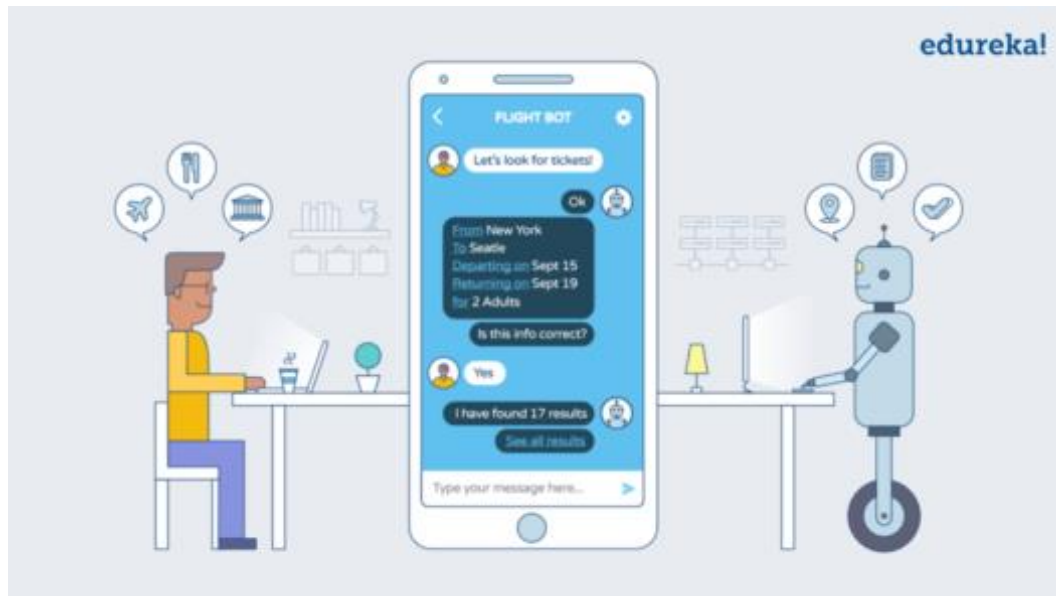 edureka!
FLIGHT BOT
Let's look for tickets!
Ok
From New York
To Seatle
Departing on Sept 15
Returning on Sept 19
for 2 Adults
Is this info correct?
Yes
I have found 17 results
See all results
Type your message here...